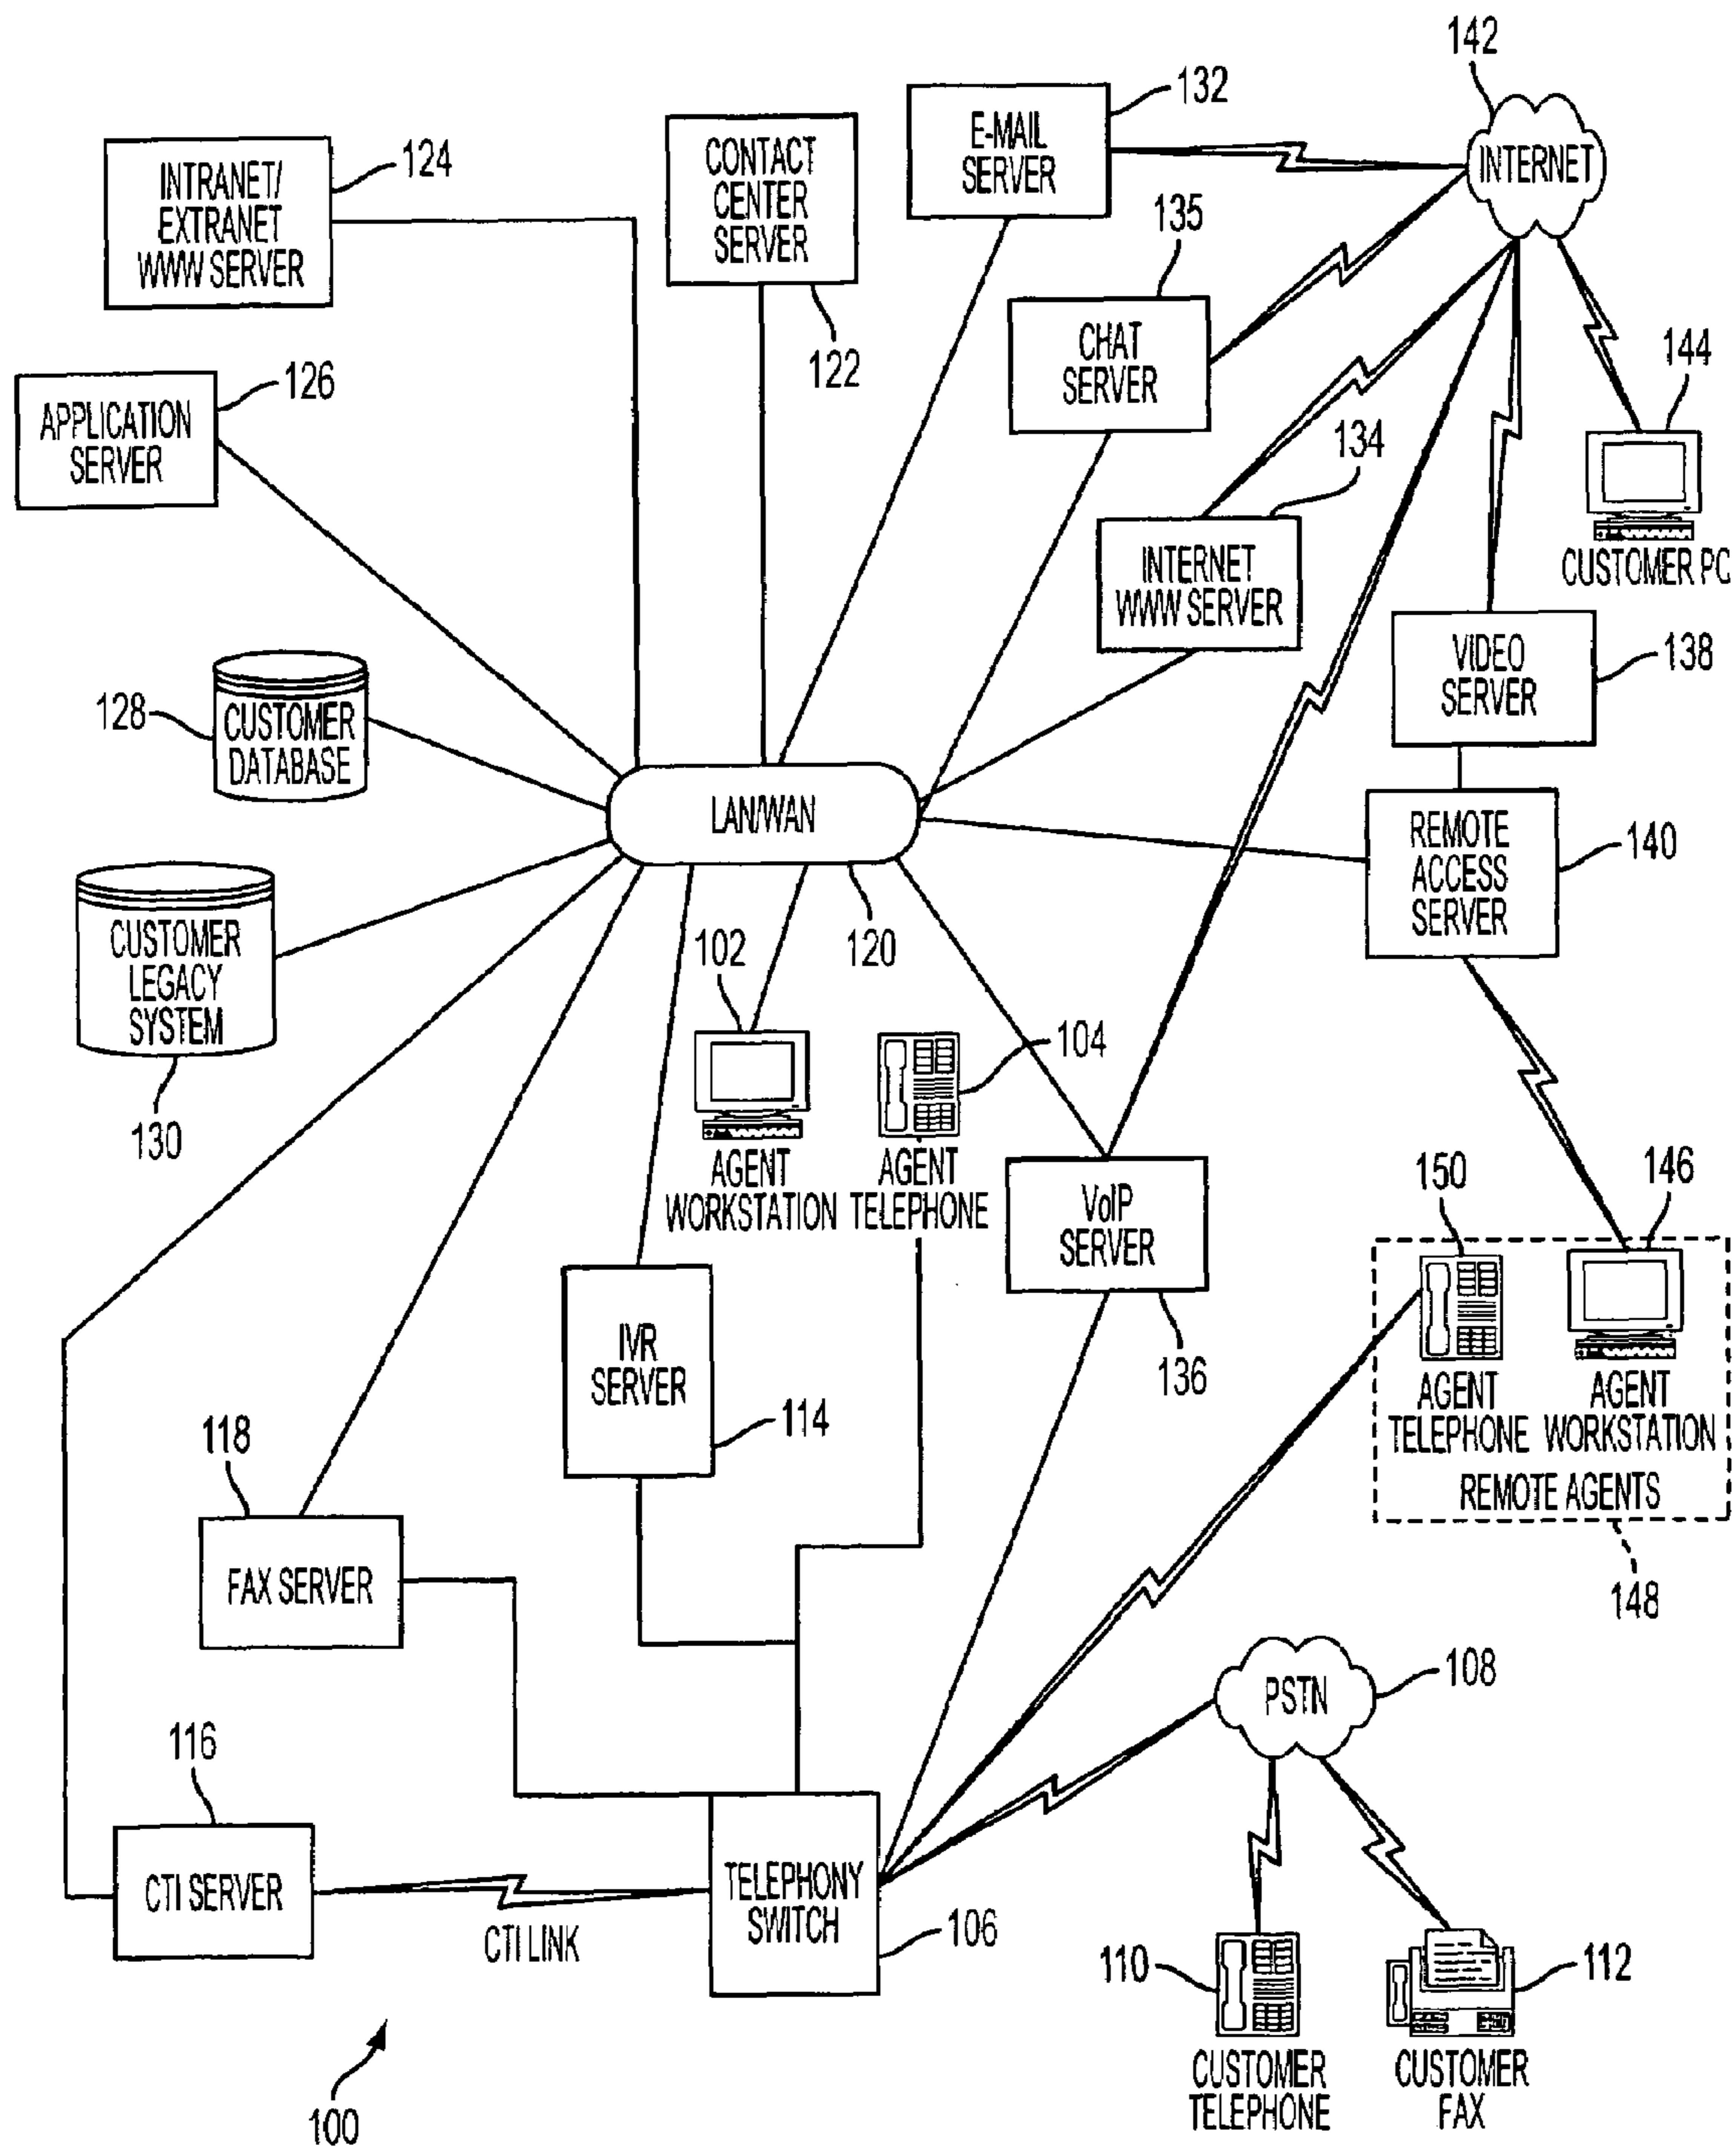 142
INTERNET
132
E-MAIL
SERVER
CONTACT
CENTER
SERVER
122
124
INTRANET/
EXTRANET
WWW SERVER
135
CHAT
SERVER
126
APPLICATION
SERVER
144
CUSTOMER PC
134
INTERNET
WWW SERVER
138
VIDEO
SERVER
128
CUSTOMER
DATABASE
LAN/WAN
120
REMOTE
ACCESS
SERVER
140
CUSTOMER
LEGACY
SYSTEM
130
102
AGENT
WORKSTATION
104
AGENT
TELEPHONE
VoIP
SERVER
136
150
146
AGENT
TELEPHONE
AGENT
WORKSTATION
REMOTE AGENTS
148
IVR
SERVER
114
118
FAX SERVER
PSTN
108
116
CTI SERVER
CTI LINK
TELEPHONY
SWITCH
106
110
CUSTOMER
TELEPHONE
112
CUSTOMER
FAX
100